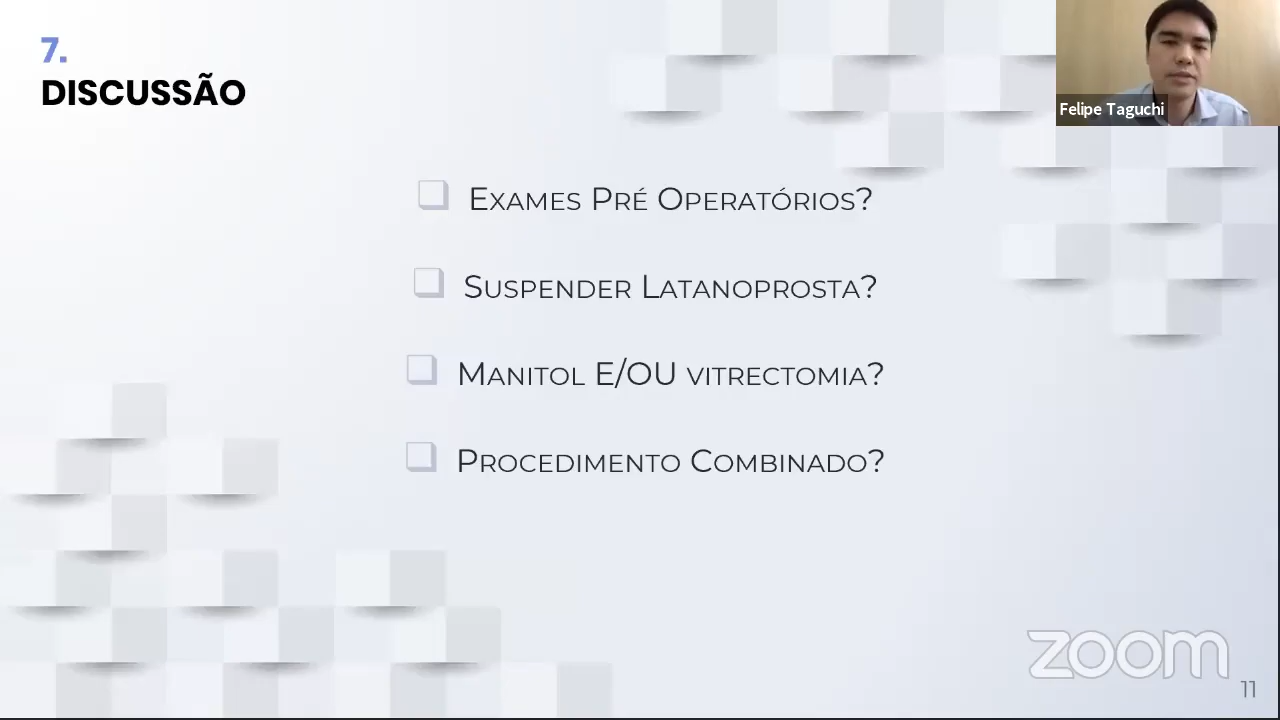 7.
DISCUSSÃO
Felipe Taguchi
Exames Pré Operatórios?
Suspender Latanoprosta?
Manitol E/OU vitrectomia?
Procedimento Combinado?
zoom
11